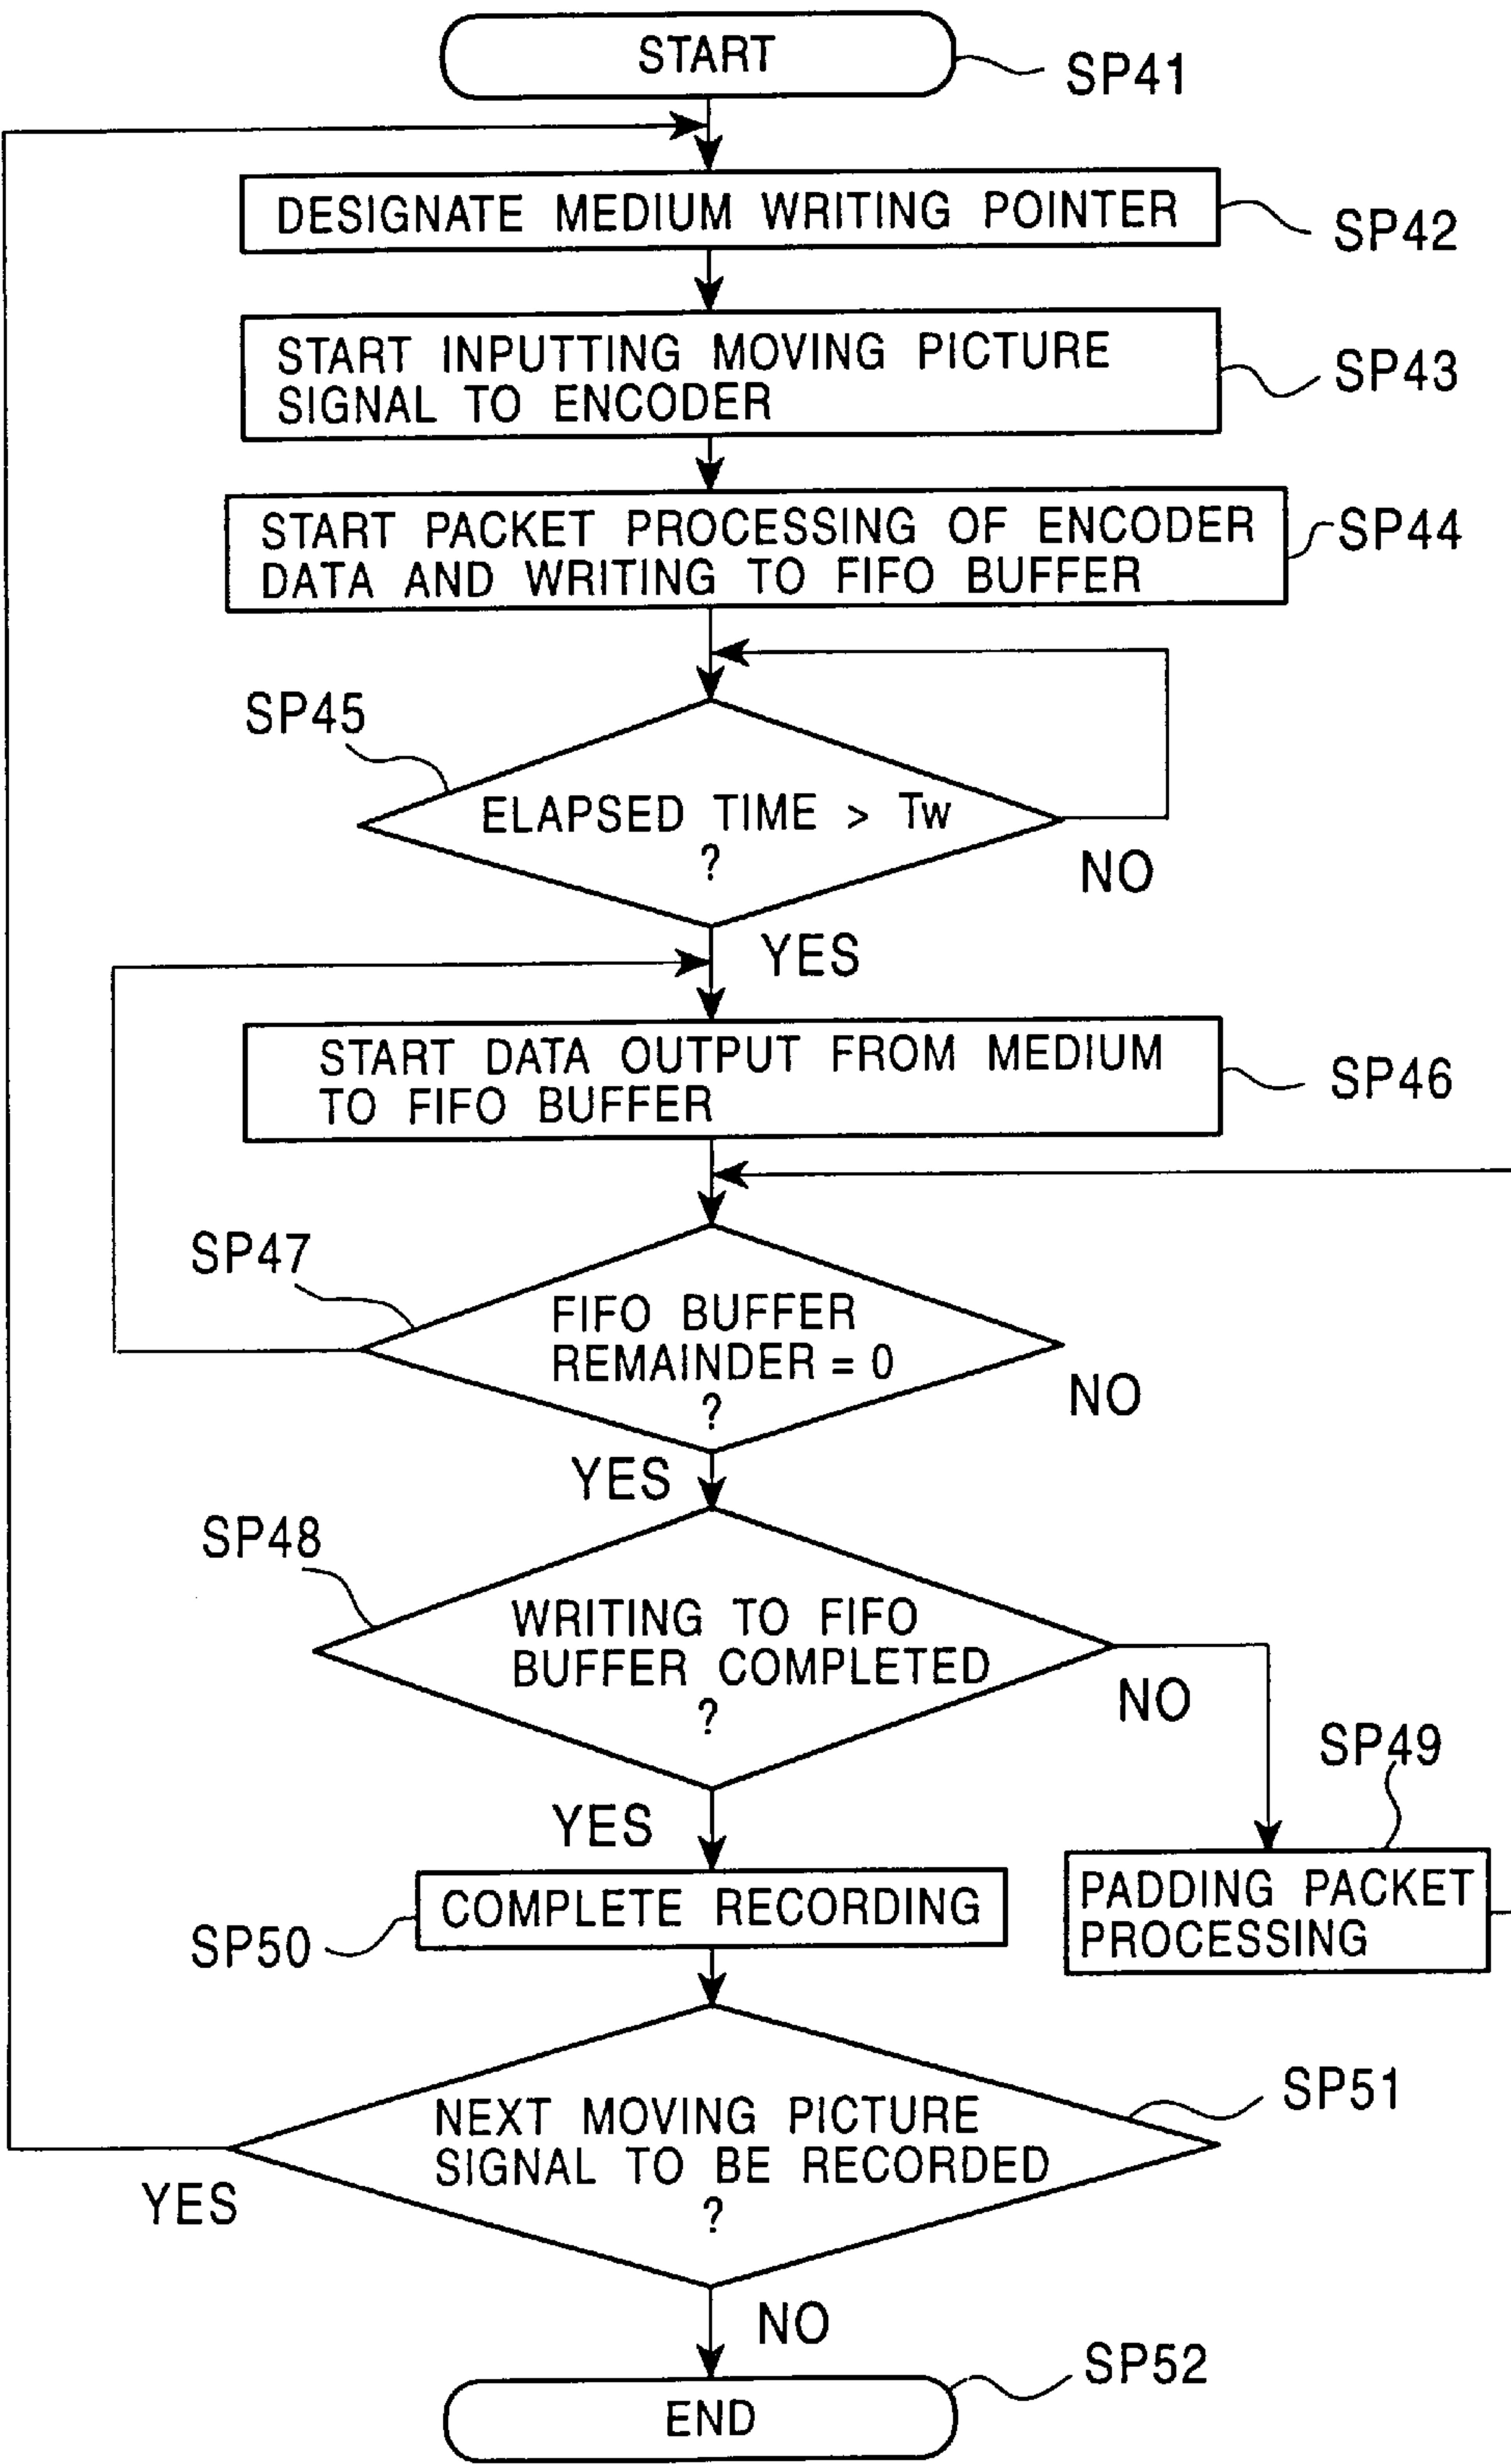 START
SP41
DESIGNATE MEDIUM WRITING POINTER
SP42
START INPUTTING MOVING PICTURE
SIGNAL TO ENCODER
SP43
START PACKET PROCESSING OF ENCODER
DATA AND WRITING TO FIFO BUFFER
SP44
SP45
ELAPSED TIME > Tw
?
NO
YES
START DATA OUTPUT FROM MEDIUM
TO FIFO BUFFER
SP46
SP47
FIFO BUFFER
REMAINDER = 0
?
NO
YES
SP48
WRITING TO FIFO
BUFFER COMPLETED
?
NO
SP49
YES
PADDING PACKET
PROCESSING
COMPLETE RECORDING
SP50
SP51
NEXT MOVING PICTURE
SIGNAL TO BE RECORDED
?
YES
NO
SP52
END